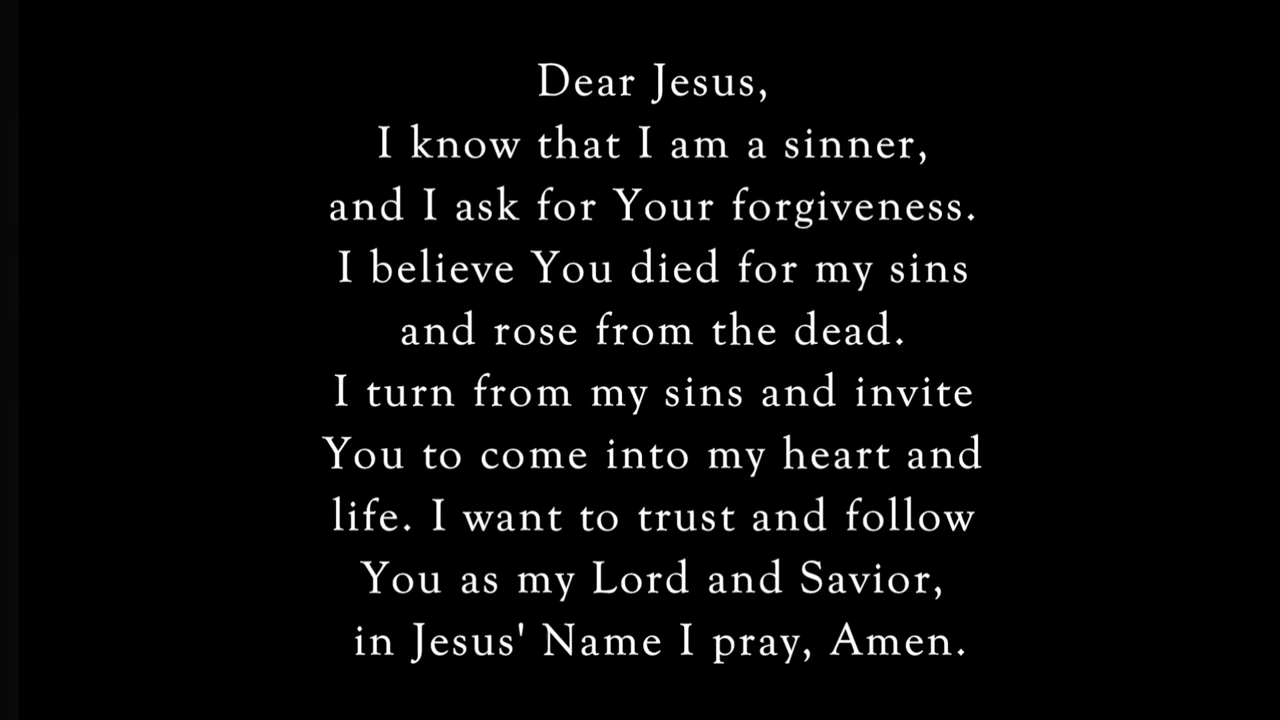 Dear Jesus,
I know that I am a sinner,
and I ask for Your forgiveness.
I believe You died for my sins
and rose from the dead.
I turn from my sins and invite
You to come into my heart and
life. I want to trust and follow
You as my Lord and Savior,
in Jesus' Name I pray, Amen.